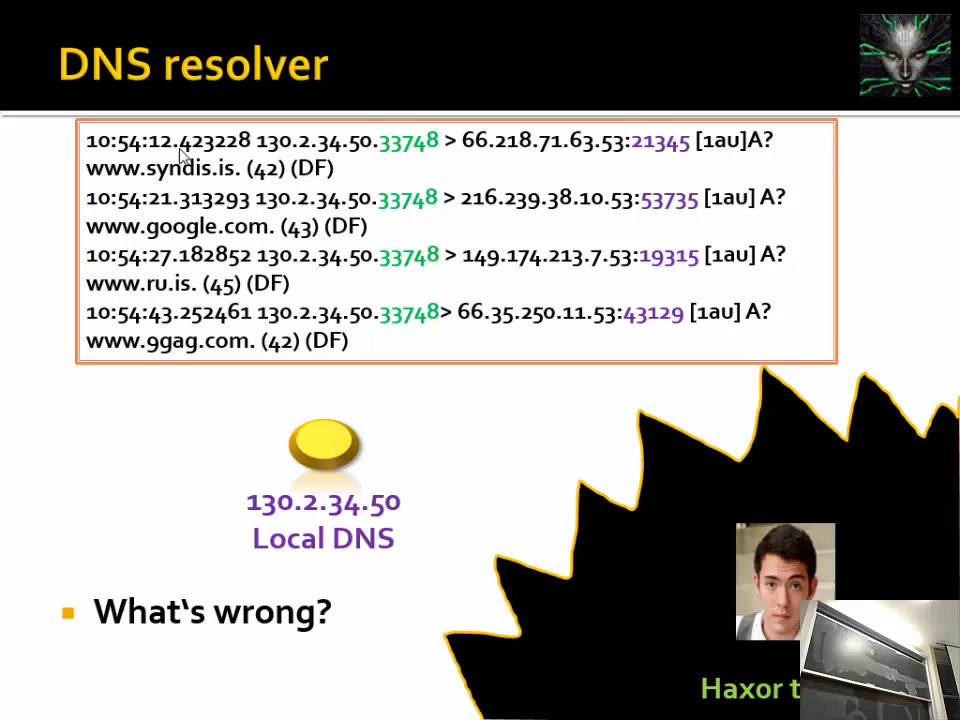 DNS resolver
10:54:12.423228 130.2.34.50.33748 > 66.218.71.63.53:21345 [1au]A?
www.syndis.is. (42) (DF)
10:54:21.313293 130.2.34.50.33748 > 216.239.38.10.53:53735 [1au] A?
www.google.com. (43) (DF)
10:54:27.182852 130.2.34.50.33748 > 149.174.213.7.53:19315 [1au] A?
www.ru.is. (45) (DF)
10:54:43.252461 130.2.34.50.33748> 66.35.250.11.53:43129 [1au] A?
www.9gag.com. (42) (DF)
130.2.34.50
Local DNS
What's wrong?
Haxor